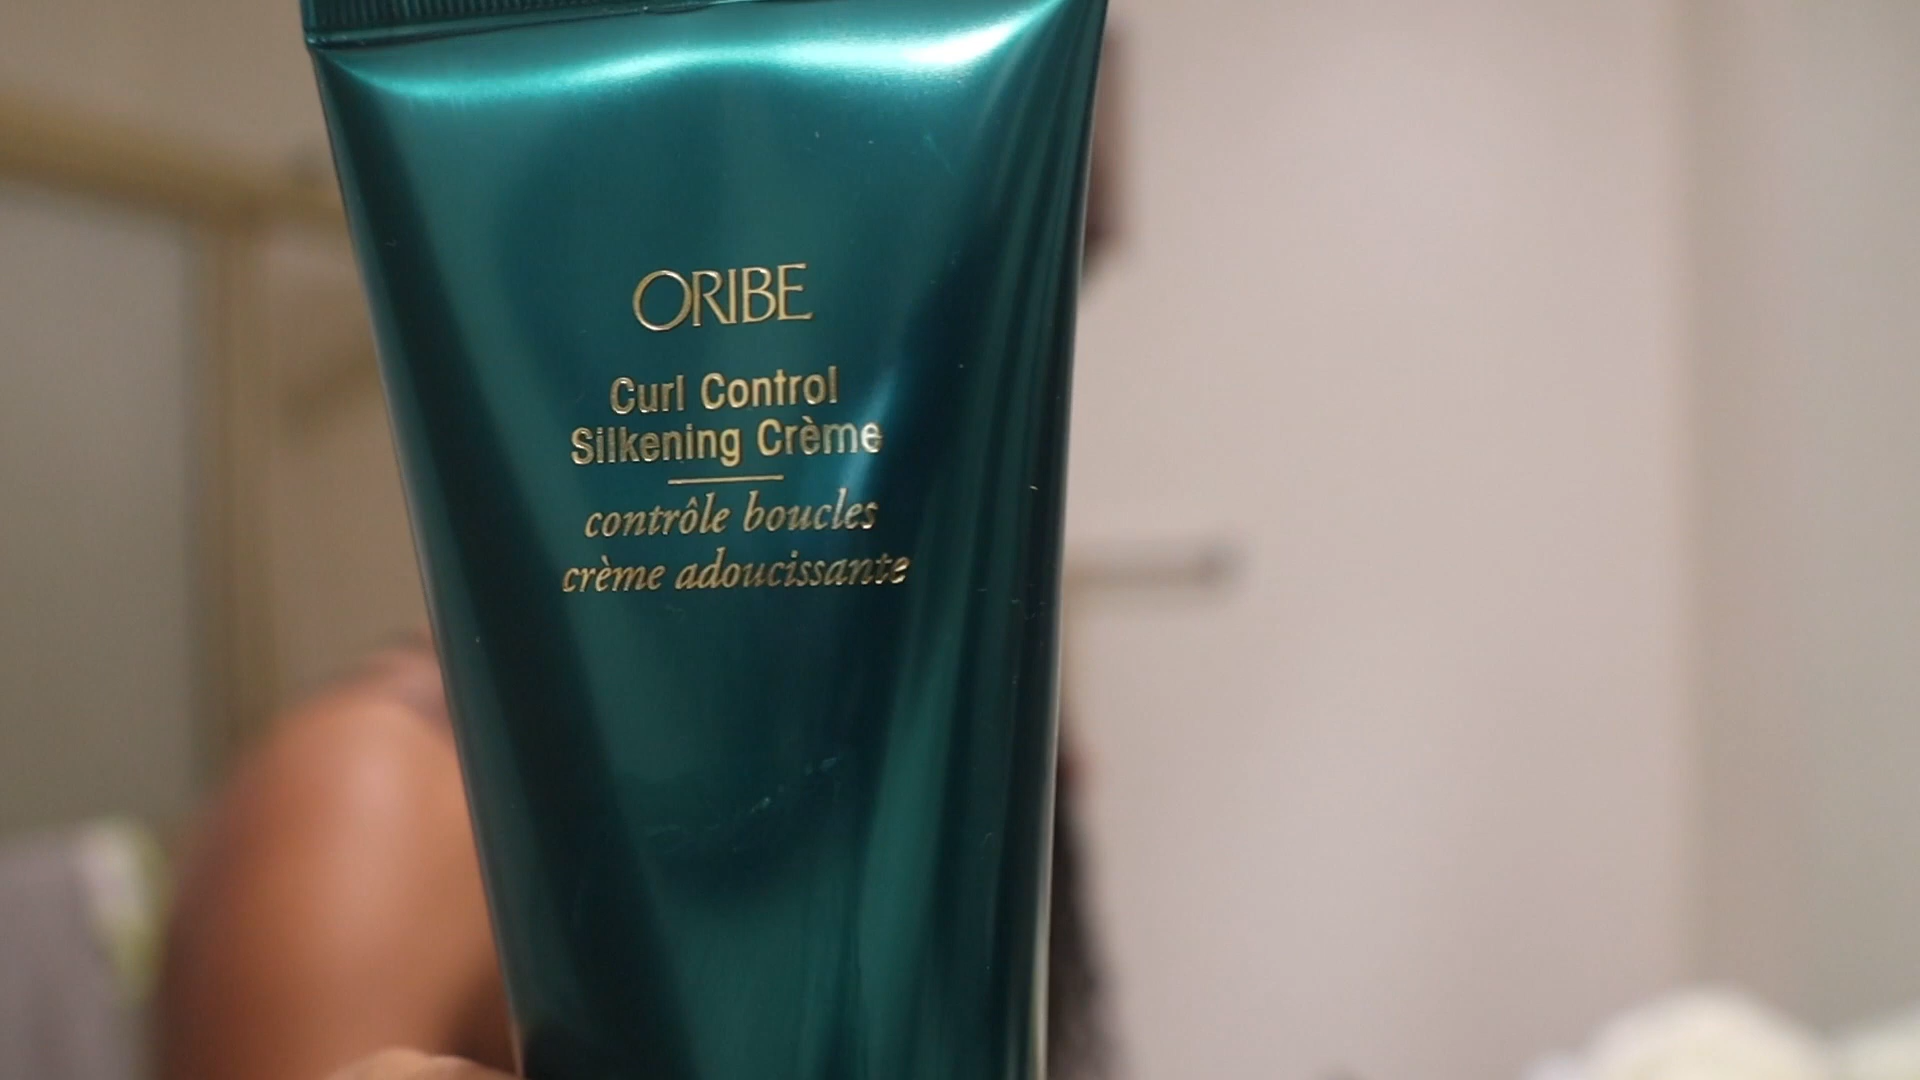 ORIBE
Curl Control
Silkening Crème
contrôle boucles
crème adoucissante